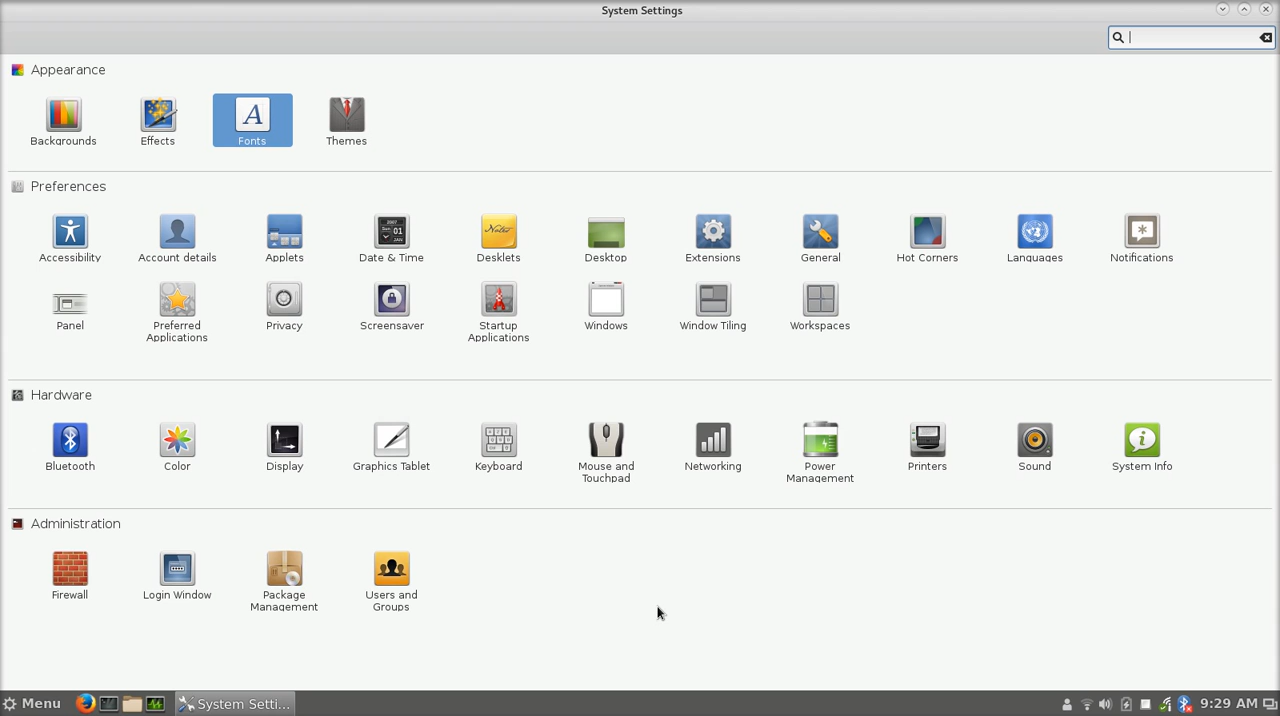 System Settings
Appearance
Backgrounds Effects Fonts Themes
Preferences
Accessibility Account details Applets Date & Time Desklets Desktop Extensions General Hot Corners Languages Notifications
Panel Preferred Applications Privacy Screensaver Startup Applications Windows Window Tiling Workspaces
Hardware
Bluetooth Color Display Graphics Tablet Keyboard Mouse and Touchpad Networking Power Management Printers Sound System Info
Administration
Firewall Login Window Package Management Users and Groups
Menu System Setti... 9:29 AM